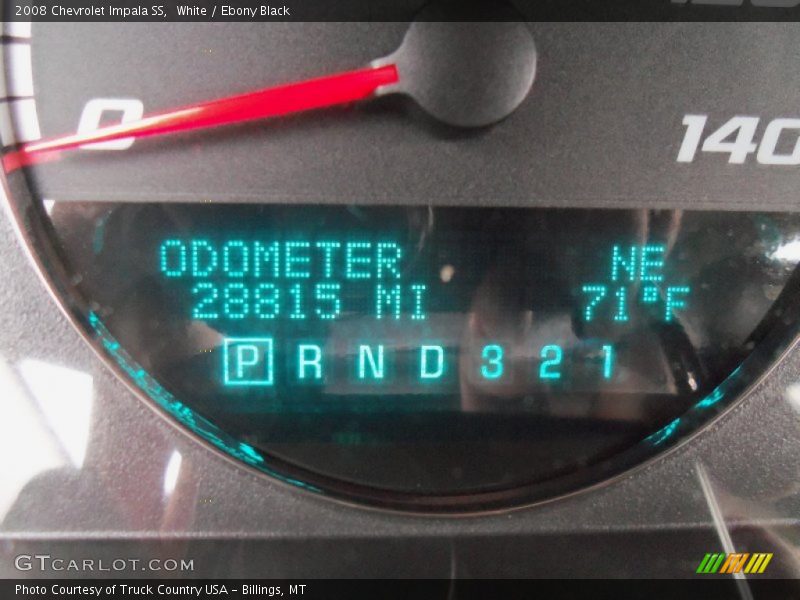 2008 Chevrolet Impala SS,  White / Ebony Black
0
140
ODOMETER NE
28815 MI 71°F
P R N D 3 2 1
GTCARLOT.COM
Photo Courtesy of Truck Country USA – Billings, MT